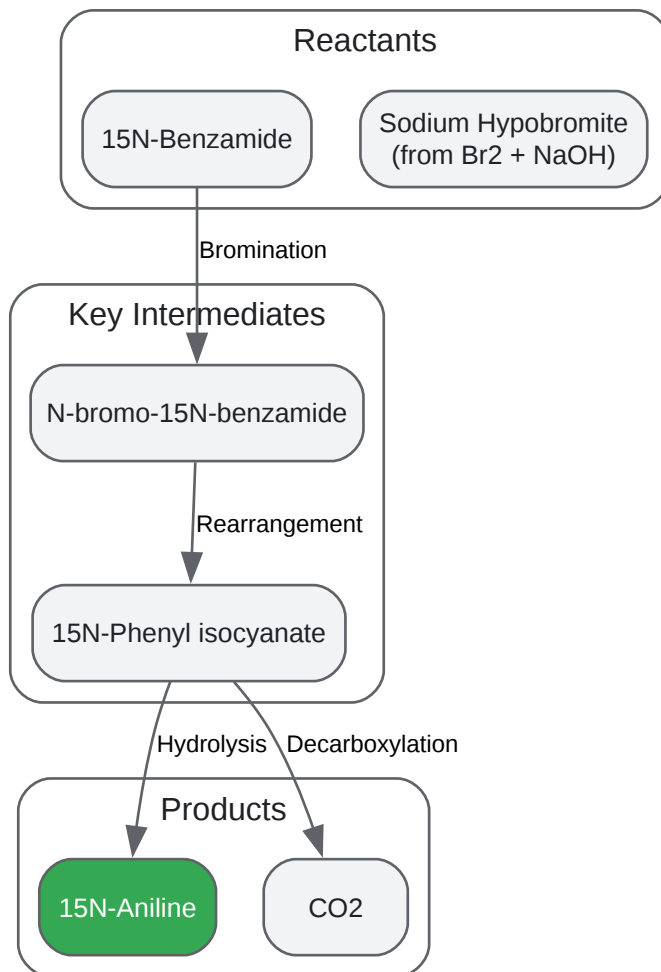 Reactants
15N-Benzamide
Sodium Hypobromite
(from Br2 + NaOH)
Bromination
Key Intermediates
N-bromo-15N-benzamide
Rearrangement
15N-Phenyl isocyanate
Hydrolysis
Decarboxylation
Products
15N-Aniline
CO2